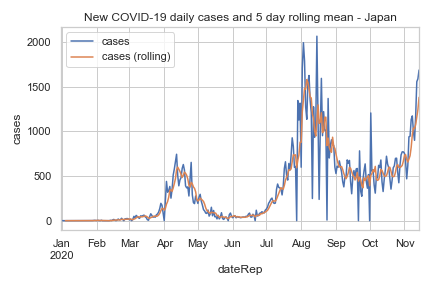 New COVID-19 daily cases and 5 day rolling mean - Japan
cases
cases (rolling)
2000
1500
1000
500
0
cases
Jan Feb Mar Apr May Jun Jul Aug Sep Oct Nov
2020
dateRep